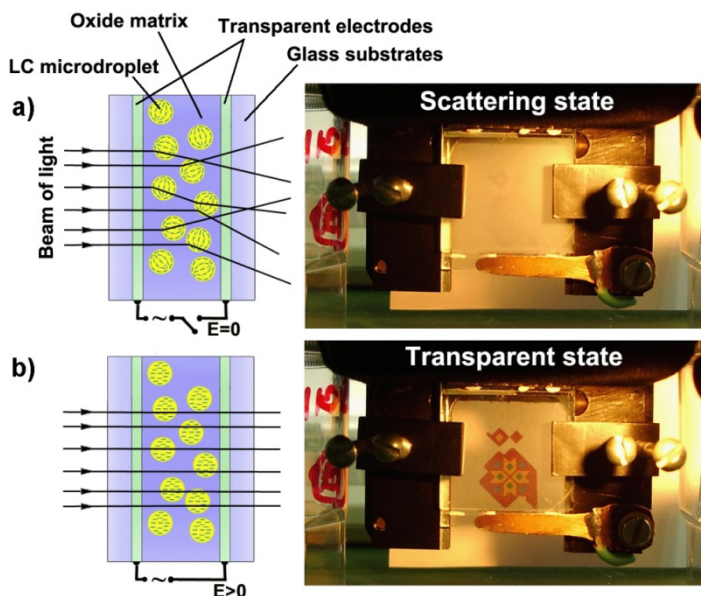 Oxide matrix
Transparent electrodes
Glass substrates
LC microdroplet
a)
Scattering state
Beam of light
~
E=0
b)
Transparent state
~
E>0